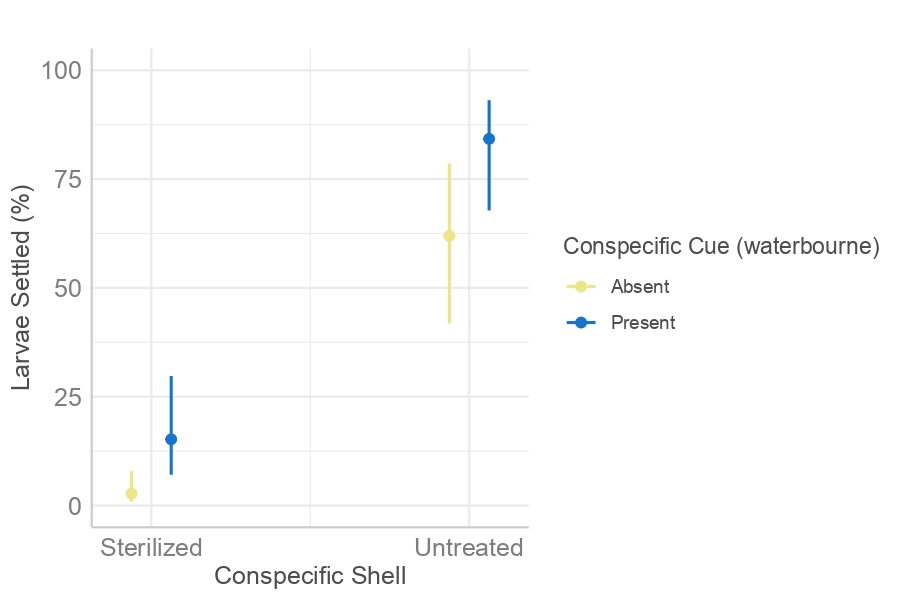 100
75
50
25
0
Larvae Settled (%)
Sterilized Untreated
Conspecific Shell
Conspecific Cue (waterbourne)
Absent
Present